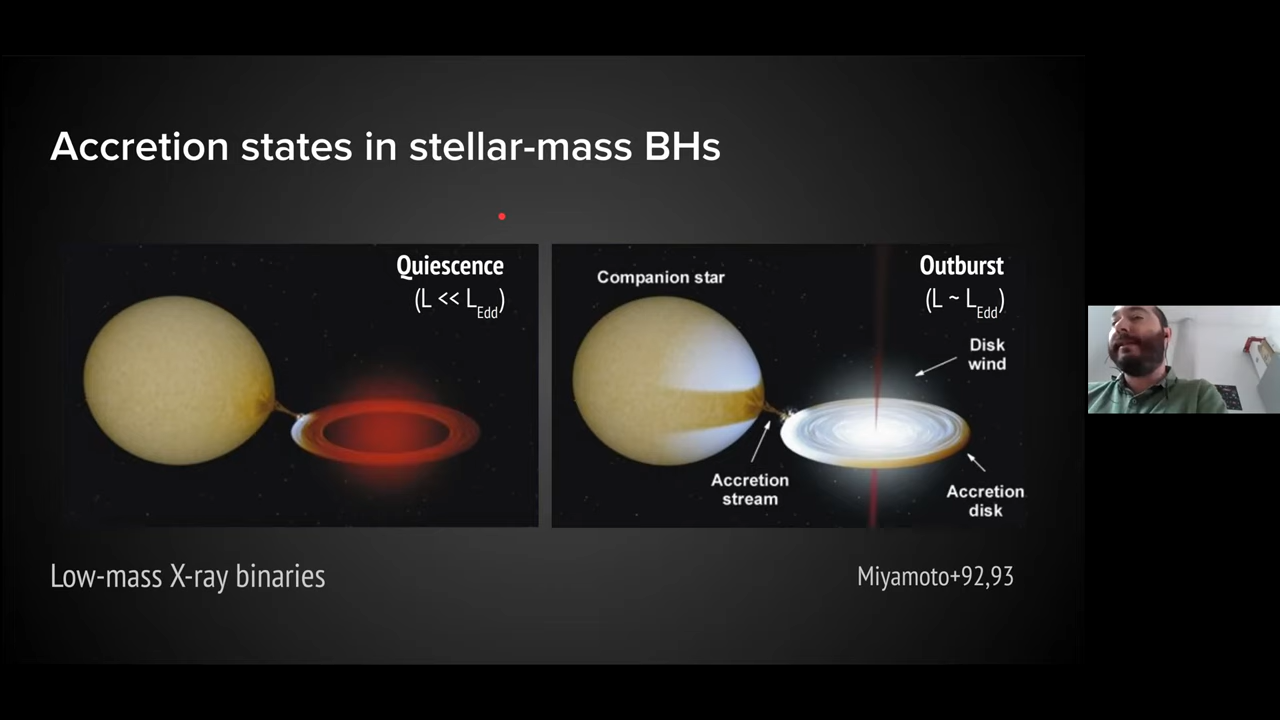 Accretion states in stellar-mass BHs
Quiescence
(L << LEdd)
Companion star
Outburst
(L ~ LEdd)
Disk
wind
Accretion
stream
Accretion
disk
Low-mass X-ray binaries
Miyamoto+92,93